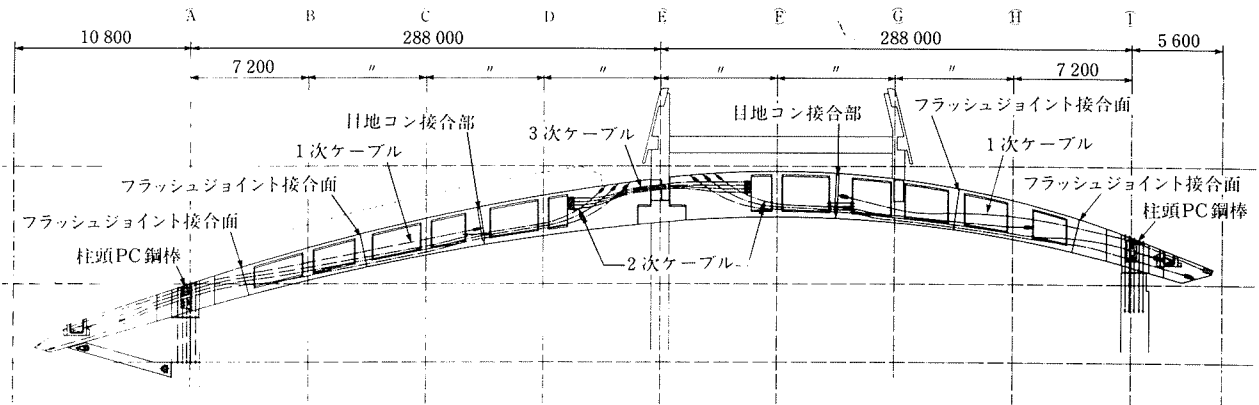 A B C D E F G H I
10 800 288 000 288 000 5 600
7 200 〃 〃 〃 〃 〃 〃 7 200
目地コン接合部
3次ケーブル
1次ケーブル
フラッシュジョイント接合面
フラッシュジョイント接合面
柱頭PC鋼棒
2次ケーブル
目地コン接合部
フラッシュジョイント接合面
1次ケーブル
フラッシュジョイント接合面
柱頭PC鋼棒